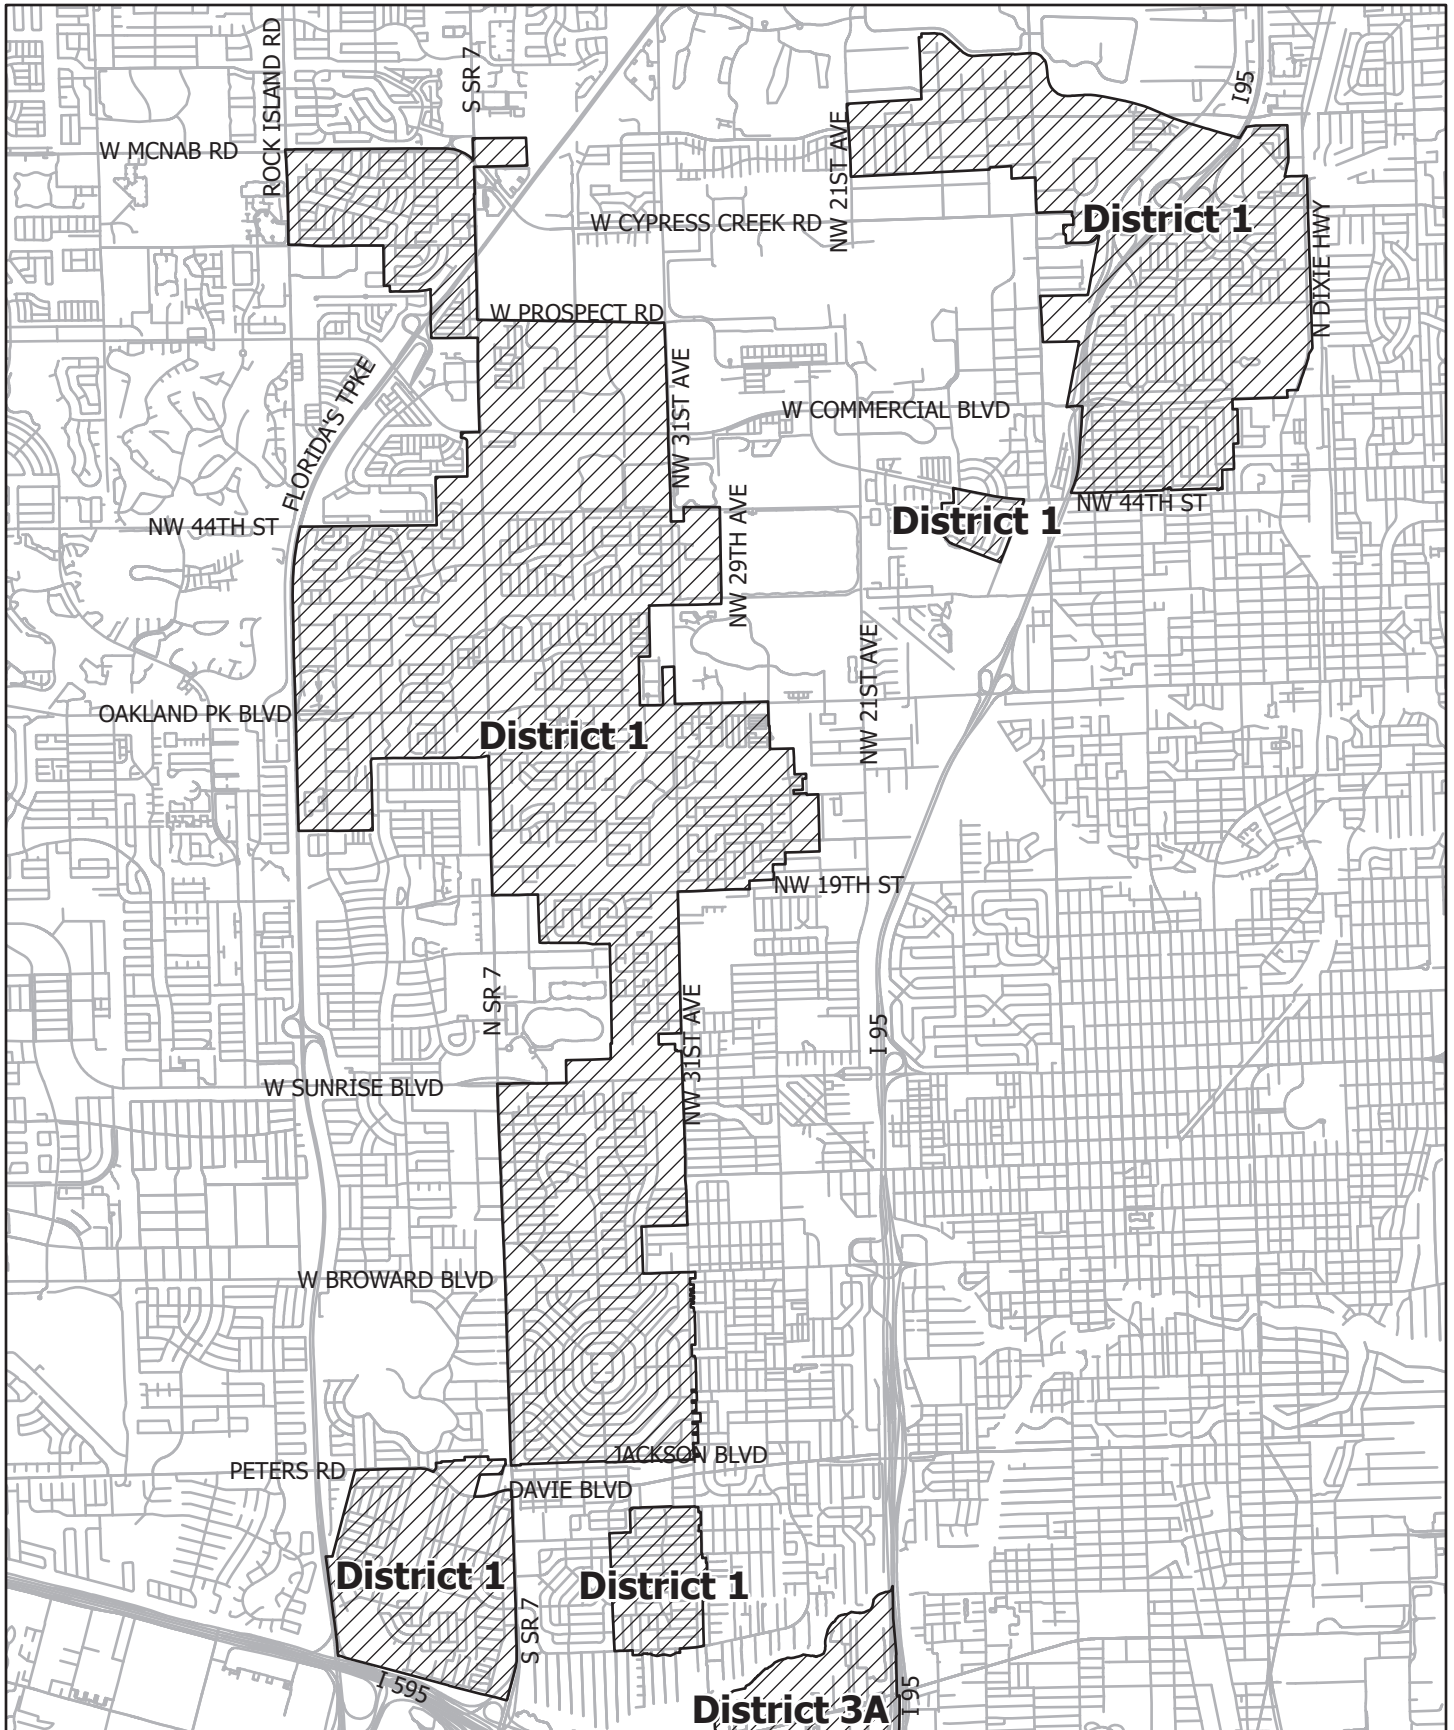 ROCK ISLAND RD
S SR 7
I95
W MCNAB RD
NW 21ST AVE
W CYPRESS CREEK RD
District 1
N DIXIE HWY
W PROSPECT RD
FLORIDA'S TPKE
NW 31ST AVE
W COMMERCIAL BLVD
NW 44TH ST
NW 29TH AVE
District 1
NW 44TH ST
NW 21ST AVE
OAKLAND PK BLVD
District 1
NW 19TH ST
N SR 7
NW 31ST AVE
I 95
W SUNRISE BLVD
W BROWARD BLVD
JACKSON BLVD
PETERS RD
DAVIE BLVD
District 1
District 1
S SR 7
I 595
District 3A
I 95